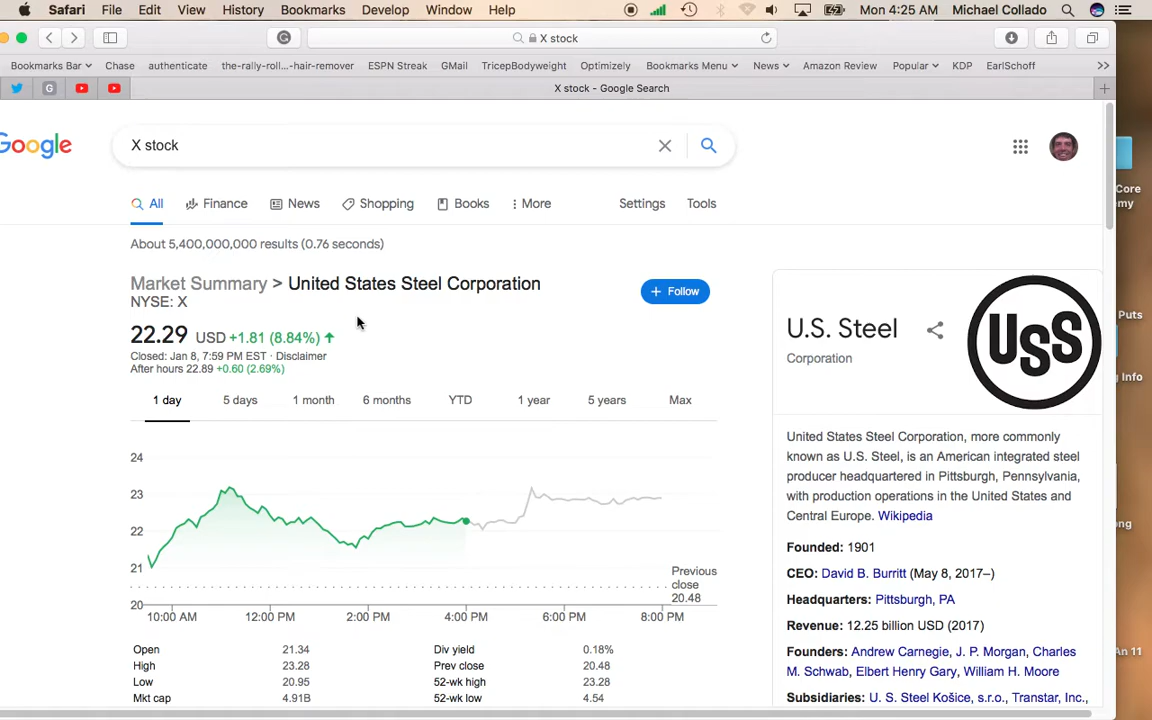 Safari File Edit View History Bookmarks Develop Window Help Mon 4:25 AM Michael Collado
X stock
Bookmarks Bar Chase authenticate the-rally-roll...-hair-remover ESPN Streak GMail TricepBodyweight Optimizely Bookmarks Menu News Amazon Review Popular KDP EarlSchoff >>
G X stock - Google Search +
Google X stock
All Finance News Shopping Books More Settings Tools
About 5,400,000,000 results (0.76 seconds)
Market Summary > United States Steel Corporation
NYSE: X
+ Follow
22.29 USD +1.81 (8.84%)
Closed: Jan 8, 7:59 PM EST · Disclaimer
After hours 22.89 +0.60 (2.69%)
1 day 5 days 1 month 6 months YTD 1 year 5 years Max
24
23
22
21
20
Previous
close
20.48
10:00 AM 12:00 PM 2:00 PM 4:00 PM 6:00 PM 8:00 PM
Open 21.34 Div yield 0.18%
High 23.28 Prev close 20.48
Low 20.95 52-wk high 23.28
Mkt cap 4.91B 52-wk low 4.54
U.S. Steel
Corporation
USS
United States Steel Corporation, more commonly
known as U.S. Steel, is an American integrated steel
producer headquartered in Pittsburgh, Pennsylvania,
with production operations in the United States and
Central Europe. Wikipedia
Founded: 1901
CEO: David B. Burritt (May 8, 2017–)
Headquarters: Pittsburgh, PA
Revenue: 12.25 billion USD (2017)
Founders: Andrew Carnegie, J. P. Morgan, Charles
M. Schwab, Elbert Henry Gary, William H. Moore
Subsidiaries: U. S. Steel Košice, s.r.o., Transtar, Inc.,
Core
Puts
Info